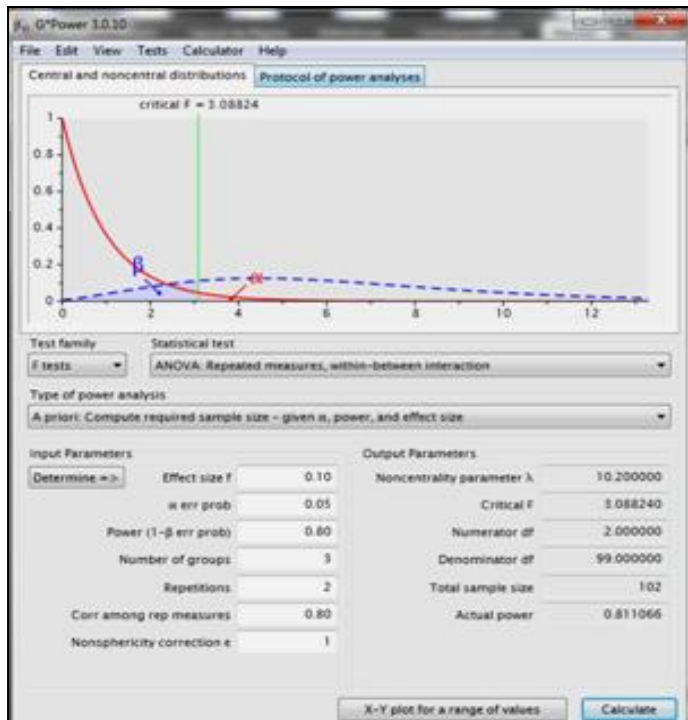 G*Power 3.0.10
File Edit View Tests Calculator Help
Central and noncentral distributions Protocol of power analyses
critical F = 3.08824
1
0.8
0.6
0.4
0.2
0
β
α
0 2 4 6 8 10 12
Test family Statistical test
F tests ANOVA: Repeated measures, within-between interaction
Type of power analysis
A priori: Compute required sample size - given α, power, and effect size
Input Parameters Output Parameters
Determine => Effect size f 0.10 Noncentrality parameter λ 10.200000
α err prob 0.05 Critical F 3.088240
Power (1-β err prob) 0.80 Numerator df 2.000000
Number of groups 3 Denominator df 99.000000
Repetitions 2 Total sample size 102
Corr among rep measures 0.80 Actual power 0.811066
Nonsphericity correction ε 1
X-Y plot for a range of values Calculate